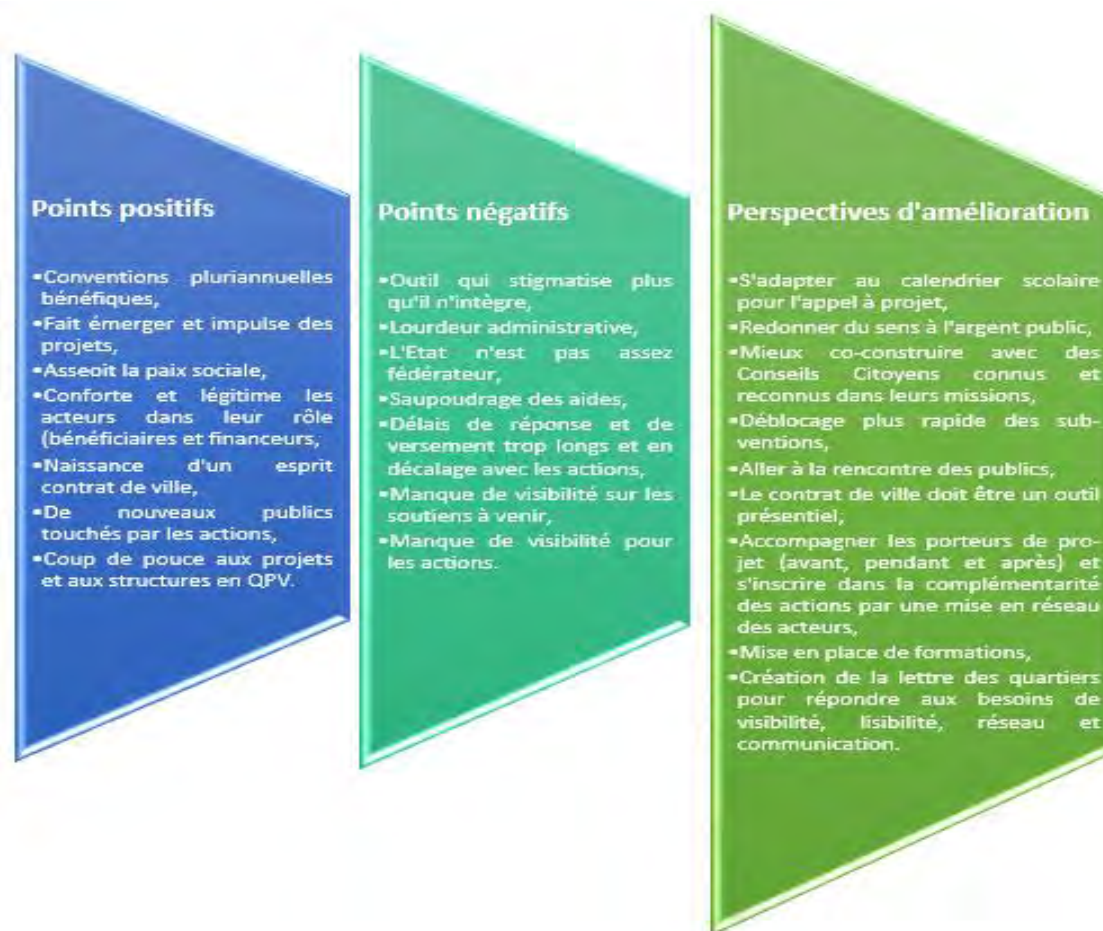 Points positifs
•Conventions pluriannuelles
bénéfiques,
•Fait émerger et impulse des
projets,
•Asseoit la paix sociale,
•Conforte et légitime les
acteurs dans leur rôle
(bénéficiaires et financeurs,
•Naissance d'un esprit
contrat de ville,
•De nouveaux publics
touchés par les actions,
•Coup de pouce aux projets
et aux structures en QPV.
Points négatifs
•Outil qui stigmatise plus
qu'il n'intègre,
•Lourdeur administrative,
•L'Etat n'est pas assez
fédérateur,
•Saupoudrage des aides,
•Délais de réponse et de
versement trop longs et en
décalage avec les actions,
•Manque de visibilité sur les
soutiens à venir,
•Manque de visibilité pour
les actions.
Perspectives d'amélioration
•S'adapter au calendrier scolaire
pour l'appel à projet,
•Redonner du sens à l'argent public,
•Mieux co-construire avec des
Conseils Citoyens connus et
reconnus dans leurs missions,
•Déblocage plus rapide des sub-
ventions,
•Aller à la rencontre des publics,
•Le contrat de ville doit être un outil
présentiel,
•Accompagner les porteurs de pro-
jet (avant, pendant et après) et
s'inscrire dans la complémentarité
des actions par une mise en réseau
des acteurs,
•Mise en place de formations,
•Création de la lettre des quartiers
pour répondre aux besoins de
visibilité, lisibilité, réseau et
communication.